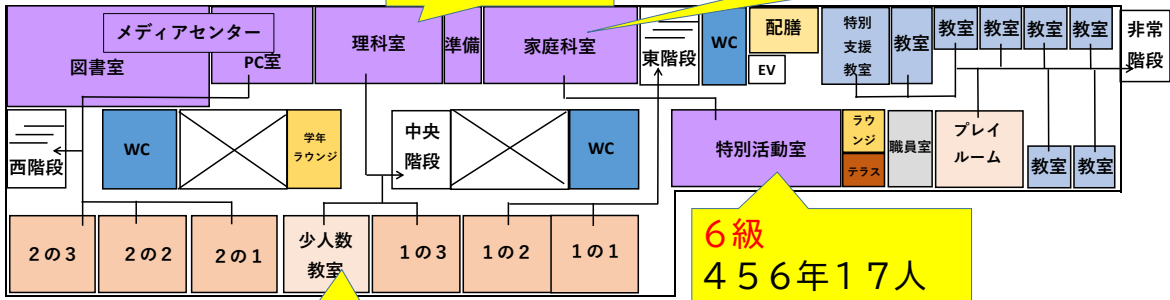 メディアセンター
図書室
PC室
理科室
準備
家庭科室
東階段
WC
配膳
EV
特別
支援
教室
教室
教室
教室
教室
教室
非常
階段
西階段
WC
学年
ラウンジ
中央
階段
WC
特別活動室
ラウ
ンジ
テラス
職員室
プレイ
ルーム
教室
教室
２の３
２の２
２の１
少人数
教室
１の３
１の２
１の１
６級
４５６年１７人